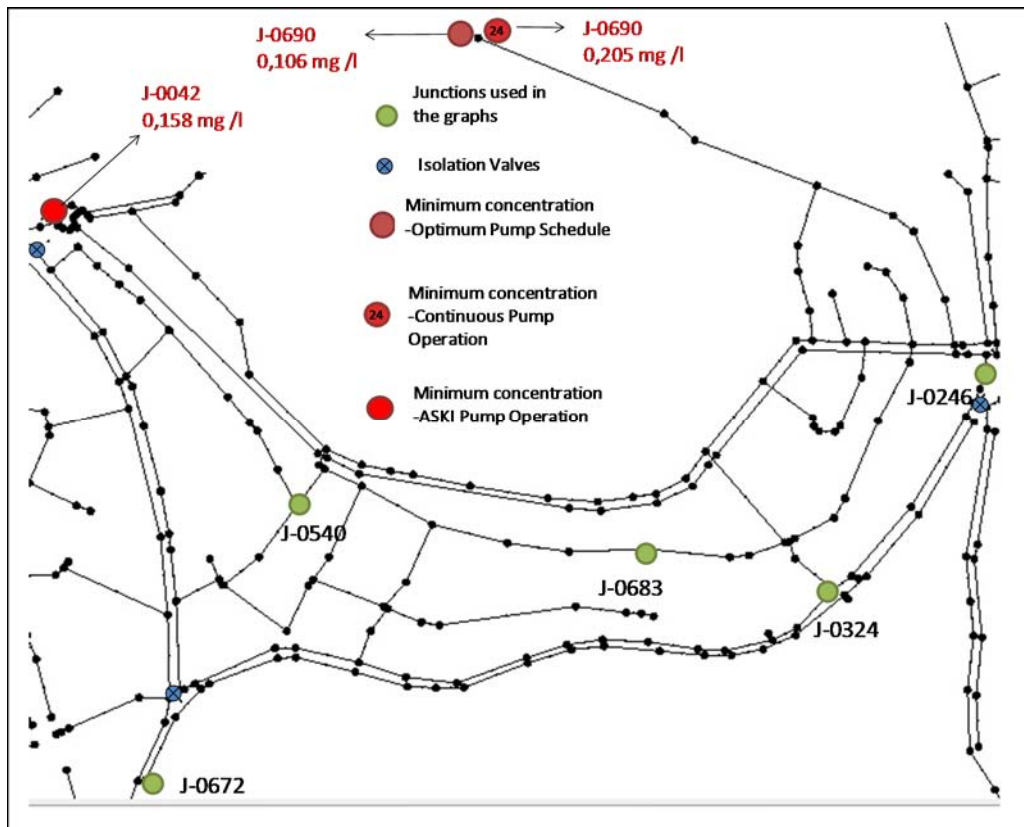 J-0690
0,106 mg /l
24
J-0690
0,205 mg /l
J-0042
0,158 mg /l
Junctions used in
the graphs
Isolation Valves
Minimum concentration
-Optimum Pump Schedule
24
Minimum concentration
-Continuous Pump
Operation
Minimum concentration
-ASKI Pump Operation
J-0246
J-0540
J-0683
J-0324
J-0672